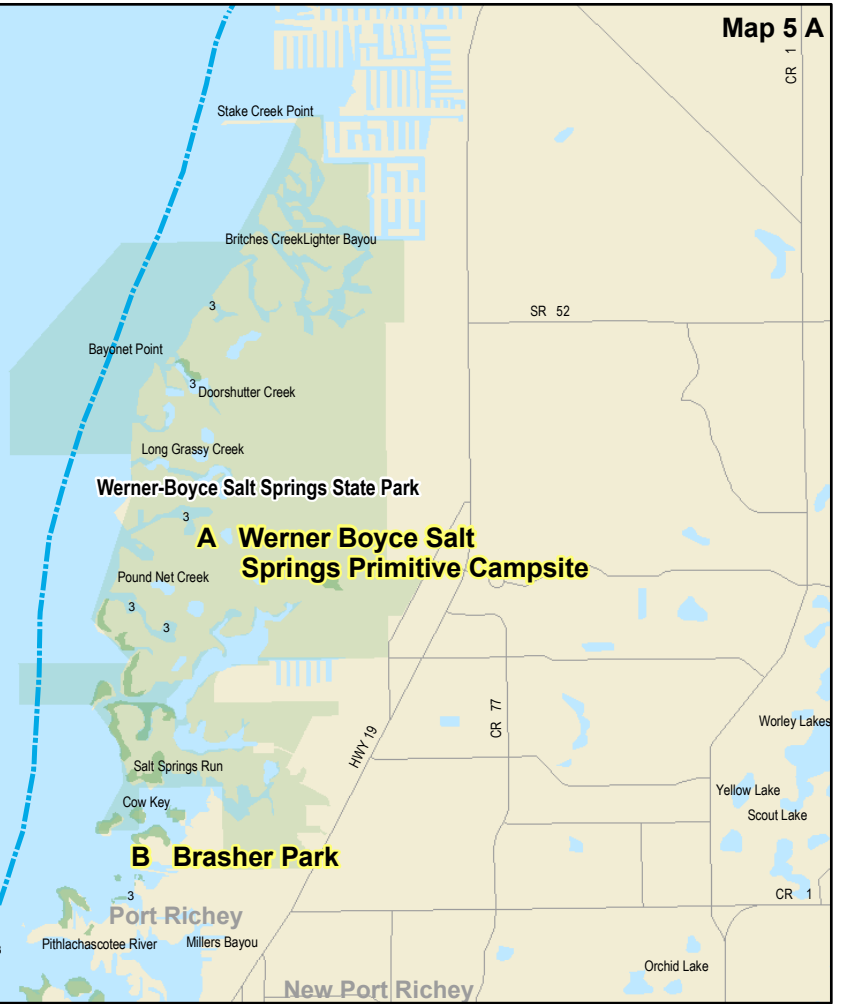 Map 5 A
CR 1
Stake Creek Point
Britches Creek Lighter Bayou
3
SR 52
Bayonet Point
3
Doorshutter Creek
Long Grassy Creek
Werner-Boyce Salt Springs State Park
3
A Werner Boyce Salt
Springs Primitive Campsite
Pound Net Creek
3
3
CR 77
Worley Lakes
HWY 19
Salt Springs Run
Yellow Lake
Cow Key
Scout Lake
B Brasher Park
3
CR 1
Port Richey
Pithlachascotee River
Millers Bayou
Orchid Lake
New Port Richey